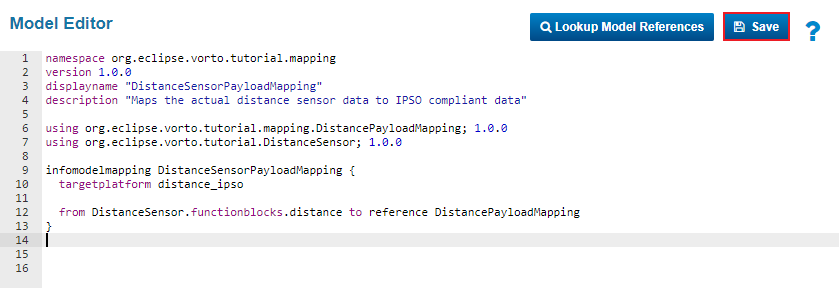 Model Editor
Lookup Model References
Save
?
1 namespace org.eclipse.vorto.tutorial.mapping
2 version 1.0.0
3 displayname "DistanceSensorPayloadMapping"
4 description "Maps the actual distance sensor data to IPSO compliant data"
5
6 using org.eclipse.vorto.tutorial.mapping.DistancePayloadMapping; 1.0.0
7 using org.eclipse.vorto.tutorial.DistanceSensor; 1.0.0
8
9 infomodelmapping DistanceSensorPayloadMapping {
10 targetplatform distance_ipso
11
12 from DistanceSensor.functionblocks.distance to reference DistancePayloadMapping
13 }
14
15
16